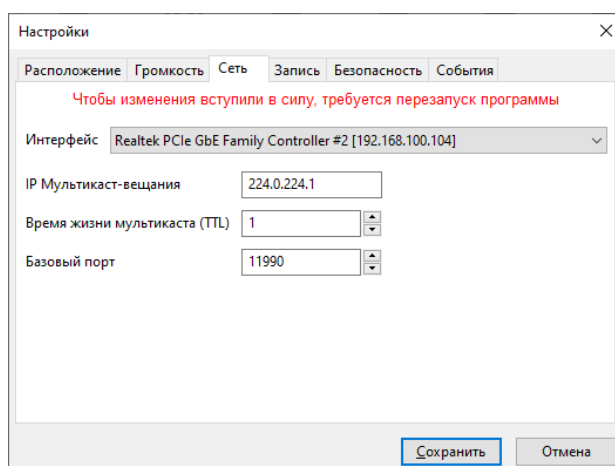 Настройки
Расположение Громкость Сеть Запись Безопасность События
Чтобы изменения вступили в силу, требуется перезапуск программы
Интерфейс Realtek PCIe GbE Family Controller #2 [192.168.100.104]
IP Мультикаст-вещания 224.0.224.1
Время жизни мультикаста (TTL) 1
Базовый порт 11990
Сохранить Отмена